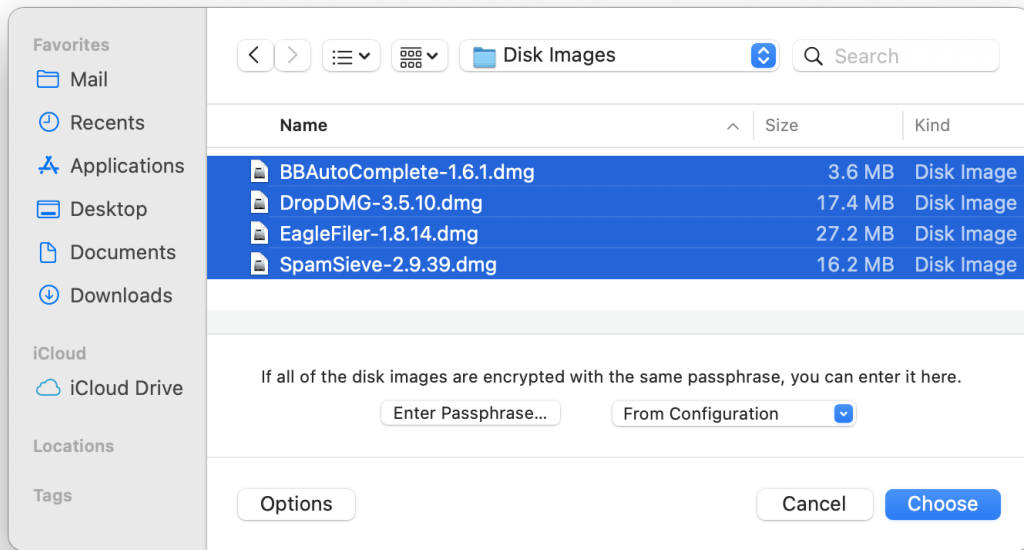 Favorites
Mail
Recents
Applications
Desktop
Documents
Downloads
iCloud
iCloud Drive
Locations
Tags
Disk Images
Search
Name Size Kind
BBAutoComplete-1.6.1.dmg 3.6 MB Disk Image
DropDMG-3.5.10.dmg 17.4 MB Disk Image
EagleFiler-1.8.14.dmg 27.2 MB Disk Image
SpamSieve-2.9.39.dmg 16.2 MB Disk Image
If all of the disk images are encrypted with the same passphrase, you can enter it here.
Enter Passphrase... From Configuration
Options Cancel Choose